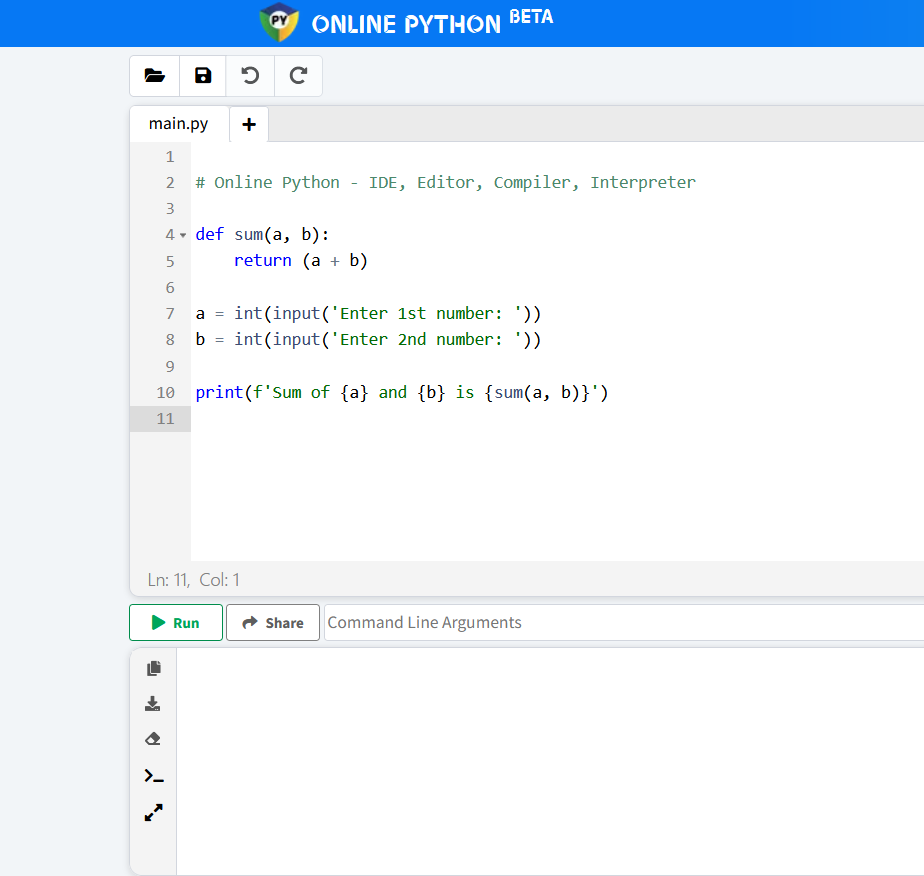 PY ONLINE PYTHON BETA
main.py +
1
2 # Online Python - IDE, Editor, Compiler, Interpreter
3
4 def sum(a, b):
5     return (a + b)
6
7 a = int(input('Enter 1st number: '))
8 b = int(input('Enter 2nd number: '))
9
10 print(f'Sum of {a} and {b} is {sum(a, b)}')
11
Ln: 11, Col: 1
Run Share Command Line Arguments